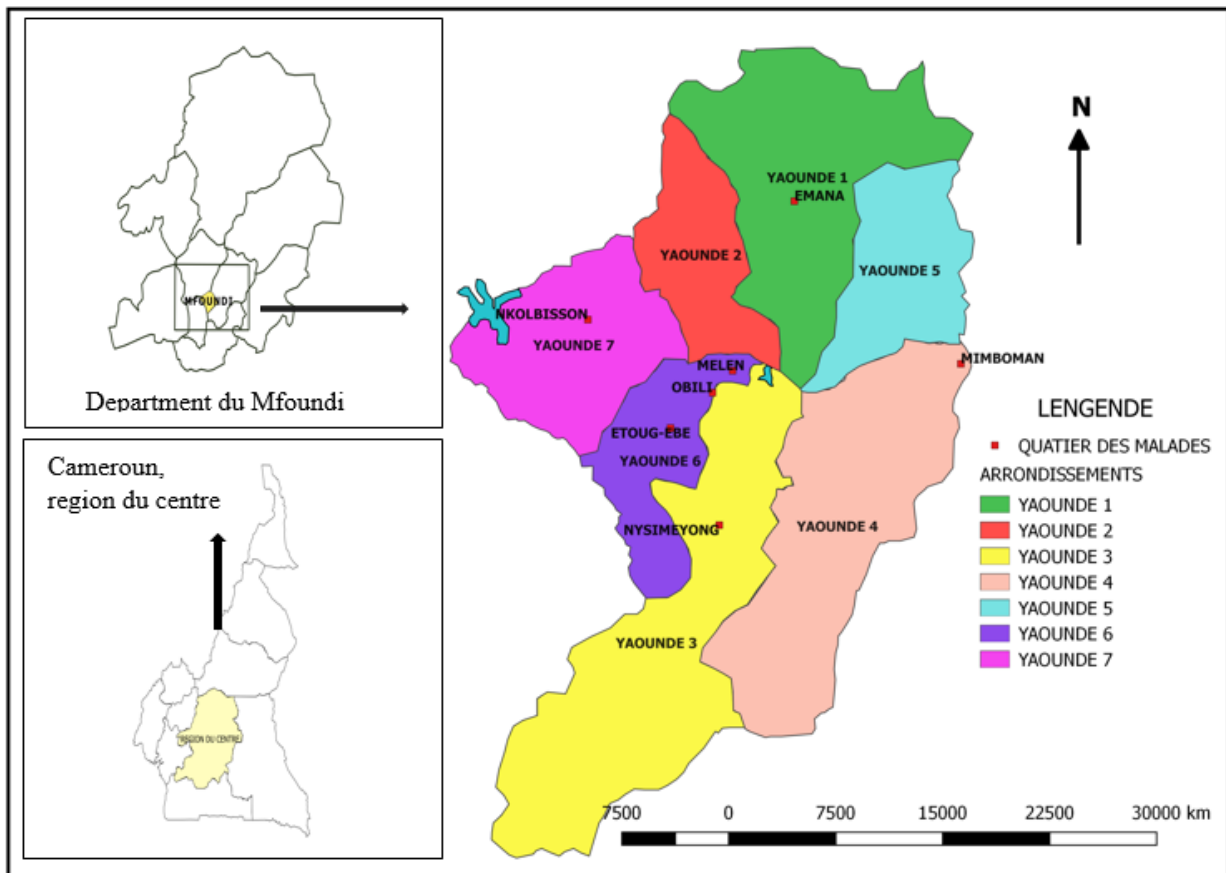 MFOUNDI
Department du Mfoundi
Cameroun,
region du centre
REGION DU CENTRE
N
YAOUNDE 1
EMANA
YAOUNDE 2
YAOUNDE 5
NKOLBISSON
YAOUNDE 7
MELEN
MIMBOMAN
OBILI
ETOUG-EBE
YAOUNDE 6
NYSIMEYONG
YAOUNDE 4
YAOUNDE 3
LENGENDE
QUATIER DES MALADES
ARRONDISSEMENTS
YAOUNDE 1
YAOUNDE 2
YAOUNDE 3
YAOUNDE 4
YAOUNDE 5
YAOUNDE 6
YAOUNDE 7
7500 0 7500 15000 22500 30000 km